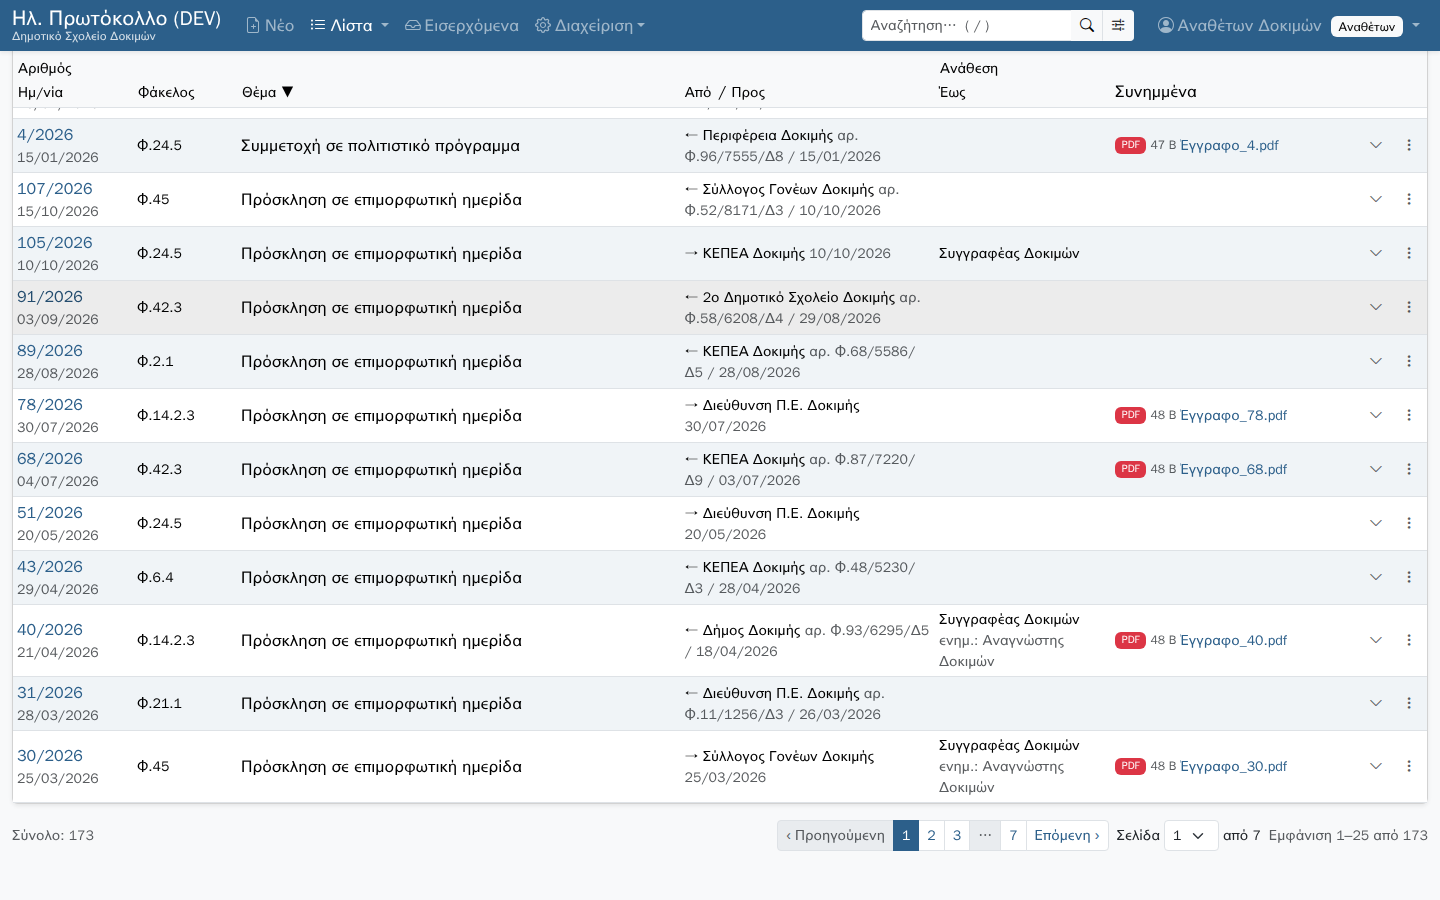 Ηλ. Πρωτόκολλο (DEV)
Δημοτικό Σχολείο Δοκιμών
Νέο Λίστα Εισερχόμενα Διαχείριση Αναζήτηση… ( / ) Αναθέτων Δοκιμών Αναθέτων
Αριθμός Ανάθεση
Ημ/νία Φάκελος Θέμα ▼ Από / Προς Έως Συνημμένα
4/2026
15/01/2026 Φ.24.5 Συμμετοχή σε πολιτιστικό πρόγραμμα ← Περιφέρεια Δοκιμής αρ.
Φ.96/7555/Δ8 / 15/01/2026 PDF 47 B Έγγραφο_4.pdf
107/2026
15/10/2026 Φ.45 Πρόσκληση σε επιμορφωτική ημερίδα ← Σύλλογος Γονέων Δοκιμής αρ.
Φ.52/8171/Δ3 / 10/10/2026
105/2026
10/10/2026 Φ.24.5 Πρόσκληση σε επιμορφωτική ημερίδα → ΚΕΠΕΑ Δοκιμής 10/10/2026 Συγγραφέας Δοκιμών
91/2026
03/09/2026 Φ.42.3 Πρόσκληση σε επιμορφωτική ημερίδα ← 2ο Δημοτικό Σχολείο Δοκιμής αρ.
Φ.58/6208/Δ4 / 29/08/2026
89/2026
28/08/2026 Φ.2.1 Πρόσκληση σε επιμορφωτική ημερίδα ← ΚΕΠΕΑ Δοκιμής αρ. Φ.68/5586/
Δ5 / 28/08/2026
78/2026
30/07/2026 Φ.14.2.3 Πρόσκληση σε επιμορφωτική ημερίδα → Διεύθυνση Π.Ε. Δοκιμής
30/07/2026 PDF 48 B Έγγραφο_78.pdf
68/2026
04/07/2026 Φ.42.3 Πρόσκληση σε επιμορφωτική ημερίδα ← ΚΕΠΕΑ Δοκιμής αρ. Φ.87/7220/
Δ9 / 03/07/2026 PDF 48 B Έγγραφο_68.pdf
51/2026
20/05/2026 Φ.24.5 Πρόσκληση σε επιμορφωτική ημερίδα → Διεύθυνση Π.Ε. Δοκιμής
20/05/2026
43/2026
29/04/2026 Φ.6.4 Πρόσκληση σε επιμορφωτική ημερίδα ← ΚΕΠΕΑ Δοκιμής αρ. Φ.48/5230/
Δ3 / 28/04/2026
40/2026
21/04/2026 Φ.14.2.3 Πρόσκληση σε επιμορφωτική ημερίδα ← Δήμος Δοκιμής αρ. Φ.93/6295/Δ5
/ 18/04/2026 Συγγραφέας Δοκιμών
ενημ.: Αναγνώστης
Δοκιμών PDF 48 B Έγγραφο_40.pdf
31/2026
28/03/2026 Φ.21.1 Πρόσκληση σε επιμορφωτική ημερίδα ← Διεύθυνση Π.Ε. Δοκιμής αρ.
Φ.11/1256/Δ3 / 26/03/2026
30/2026
25/03/2026 Φ.45 Πρόσκληση σε επιμορφωτική ημερίδα → Σύλλογος Γονέων Δοκιμής
25/03/2026 Συγγραφέας Δοκιμών
ενημ.: Αναγνώστης
Δοκιμών PDF 48 B Έγγραφο_30.pdf
Σύνολο: 173 ‹ Προηγούμενη 1 2 3 … 7 Επόμενη › Σελίδα 1 από 7 Εμφάνιση 1–25 από 173